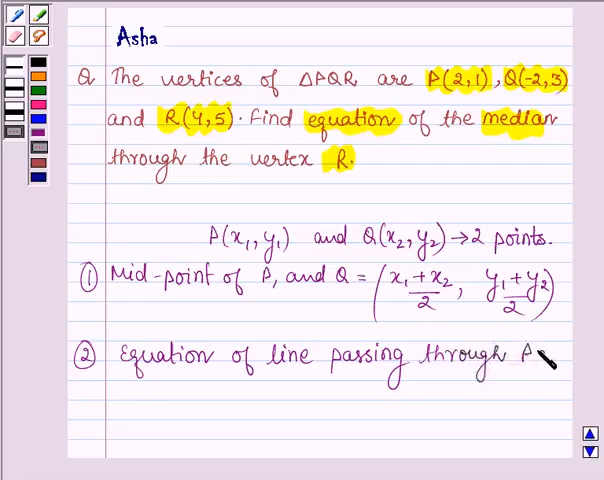 Asha
Q The vertices of ΔPQR are P(2,1), Q(-2,3)
and R(4,5). Find equation of the median
through the vertex R.
P(x₁, y₁) and Q(x₂, y₂) → 2 points.
① Mid-point of P, and Q = (x₁ + x₂ / 2, y₁ + y₂ / 2)
② Equation of line passing through P